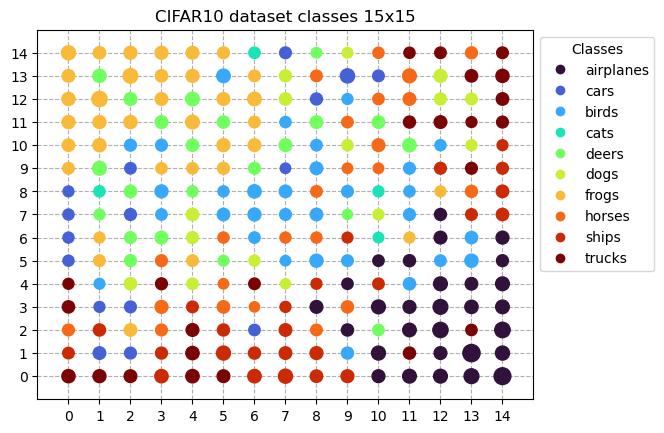 CIFAR10 dataset classes 15x15
14
13
12
11
10
9
8
7
6
5
4
3
2
1
0
0 1 2 3 4 5 6 7 8 9 10 11 12 13 14
Classes
airplanes
cars
birds
cats
deers
dogs
frogs
horses
ships
trucks